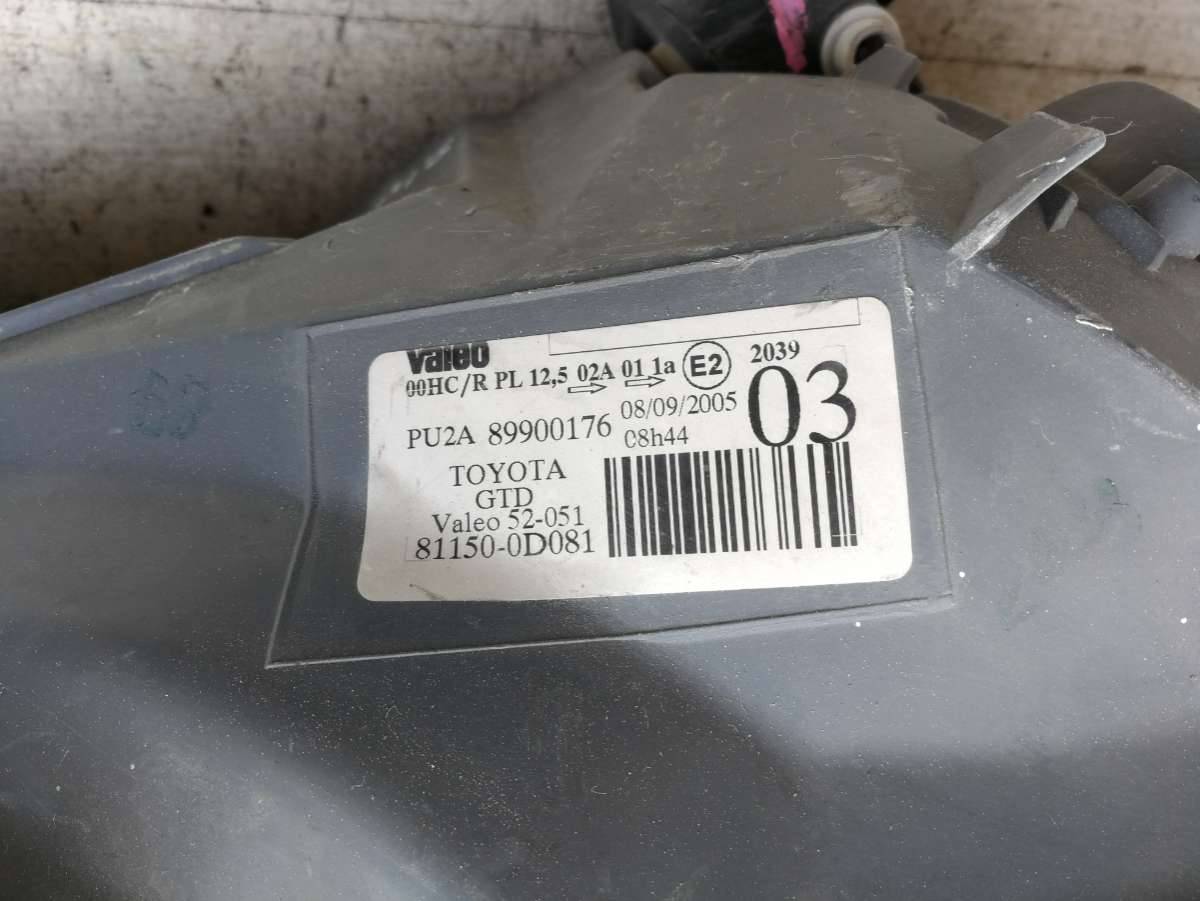 Valeo
00HC/R PL 12,5 02A 01 1a E2 2039
PU2A 89900176 08/09/2005 03
08h44
TOYOTA
GTD
Valeo 52-051
81150-0D081